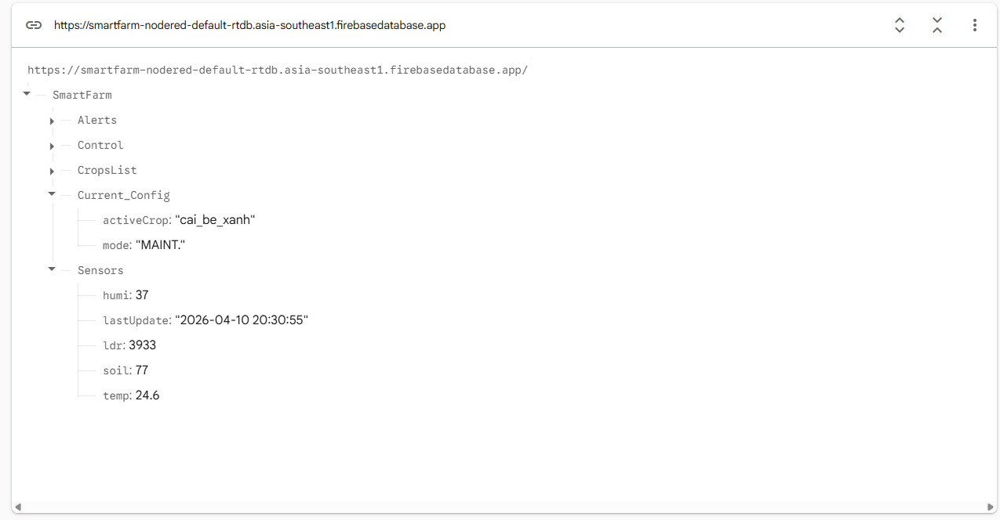 https://smartfarm-nodered-default-rtdb.asia-southeast1.firebasedatabase.app
https://smartfarm-nodered-default-rtdb.asia-southeast1.firebasedatabase.app/
SmartFarm
Alerts
Control
CropsList
Current_Config
activeCrop: "cai_be_xanh"
mode: "MAINT."
Sensors
humi: 37
lastUpdate: "2026-04-10 20:30:55"
ldr: 3933
soil: 77
temp: 24.6